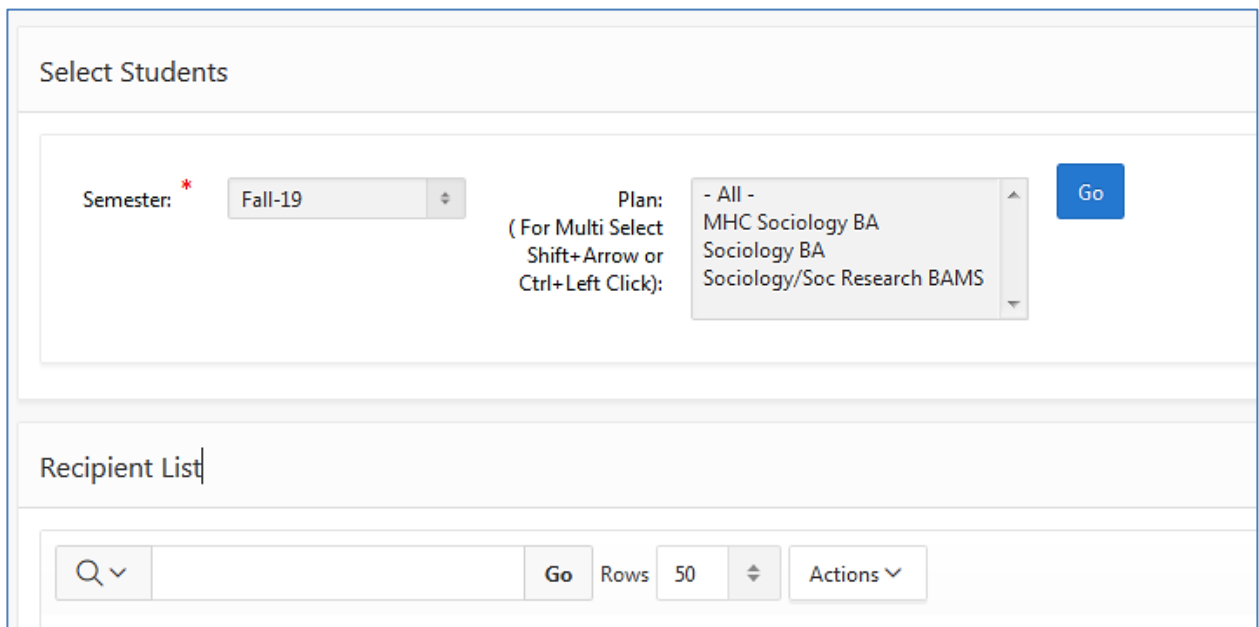 Select Students
Semester: *
Fall-19
Plan:
( For Multi Select
Shift+Arrow or
Ctrl+Left Click):
- All -
MHC Sociology BA
Sociology BA
Sociology/Soc Research BAMS
Go
Recipient List
Go
Rows
50
Actions